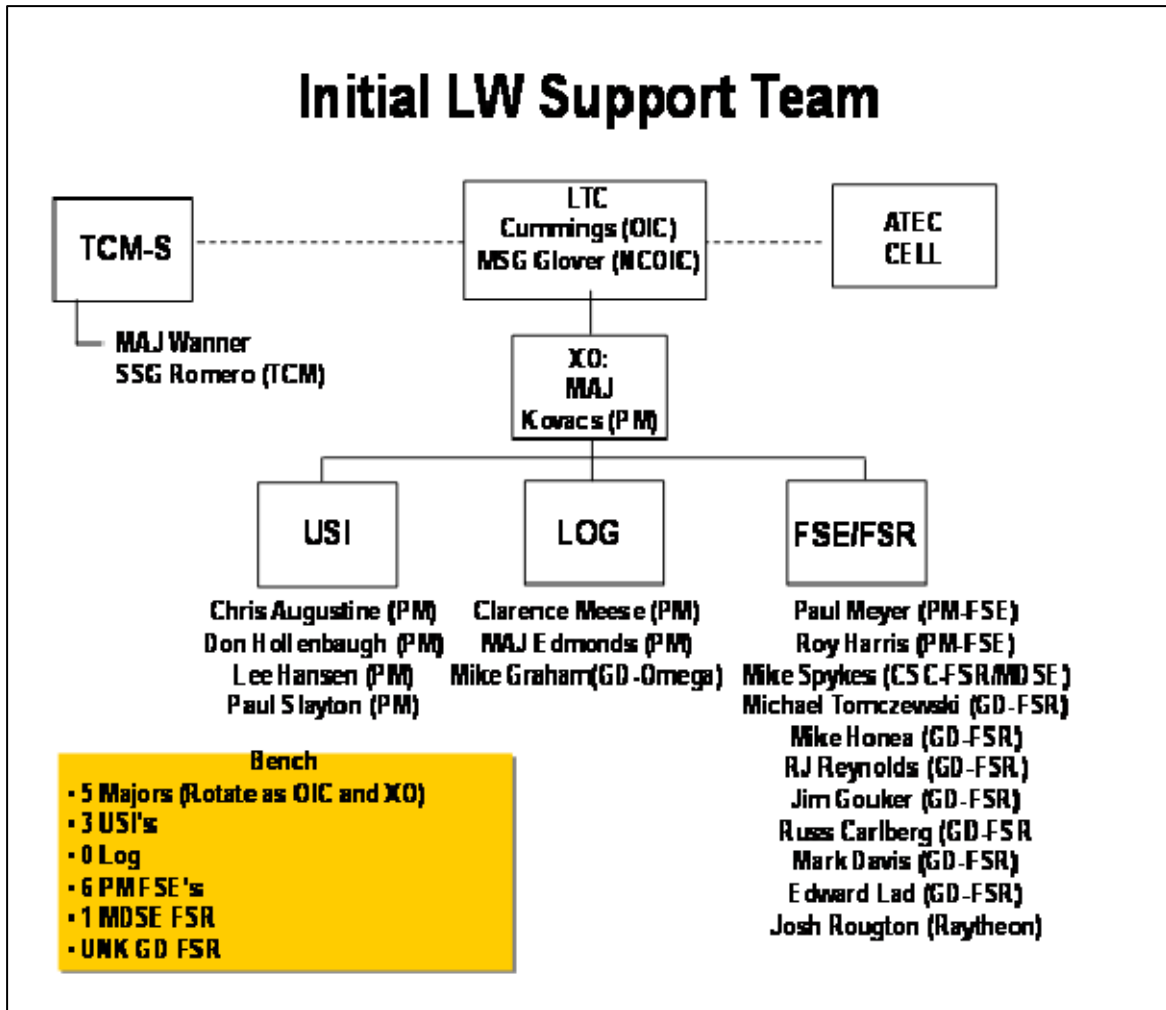 Initial LW Support Team
TCM-S
LTC
Cummings (OIC)
MSG Glover (NCOIC)
ATEC
CELL
MAJ Wanner
SSG Romero (TCM)
XO:
MAJ
Kovacs (PM)
USI
LOG
FSE/FSR
Chris Augustine (PM)
Don Hollenbaugh (PM)
Lee Hansen (PM)
Paul Slayton (PM)
Clarence Meese (PM)
MAJ Edmonds (PM)
Mike Graham(GD-Omega)
Paul Meyer (PM-FSE)
Roy Harris (PM-FSE)
Mike Spykes (CSC-FSR/MDSE)
Michael Tomczewski (GD-FSR)
Mike Honea (GD-FSR)
RJ Reynolds (GD-FSR)
Jim Gouker (GD-FSR)
Russ Carlberg (GD-FSR
Mark Davis (GD-FSR)
Edward Lad (GD-FSR)
Josh Rougton (Raytheon)
Bench
• 5 Majors (Rotate as OIC and XO)
• 3 USI's
• 0 Log
• 6 PM FSE's
• 1 MDSE FSR
• UNK GD FSR